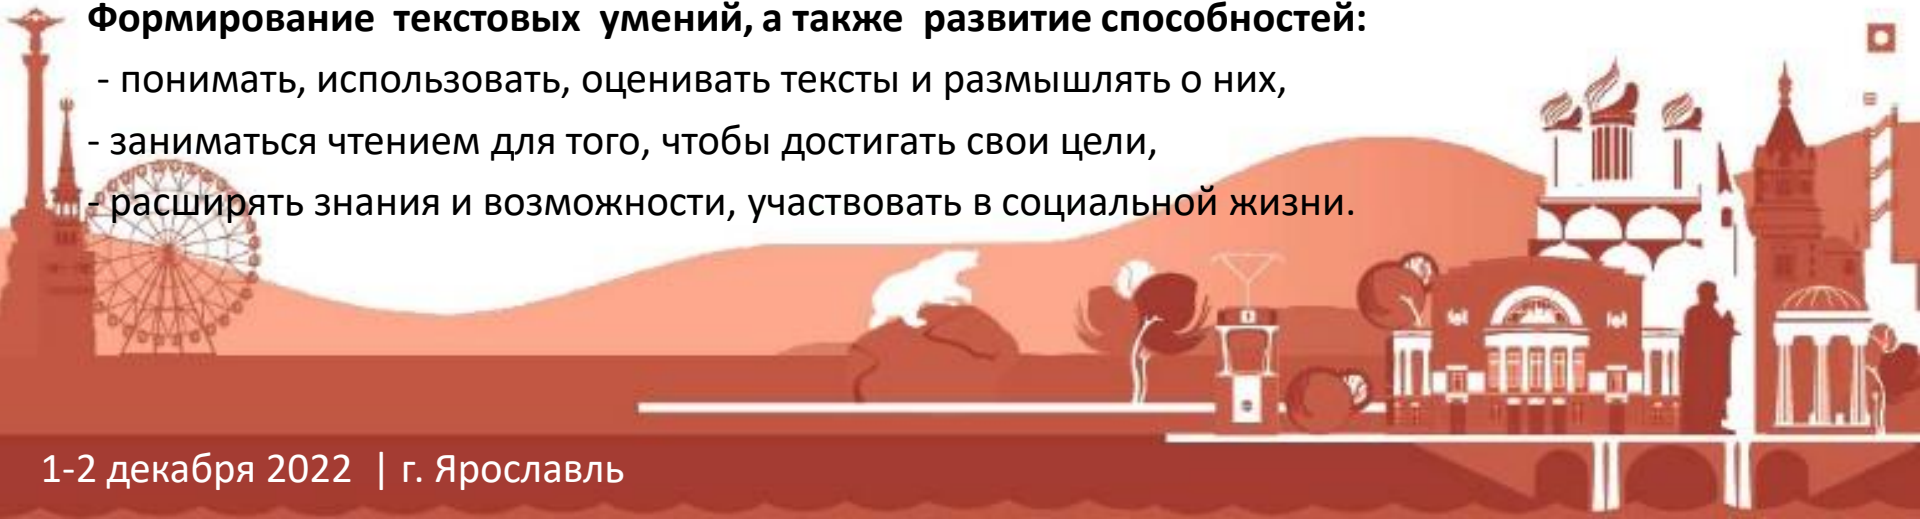 Формирование текстовых умений, а также развитие способностей:
- понимать, использовать, оценивать тексты и размышлять о них,
- заниматься чтением для того, чтобы достигать свои цели,
- расширять знания и возможности, участвовать в социальной жизни.
1-2 декабря 2022 | г. Ярославль